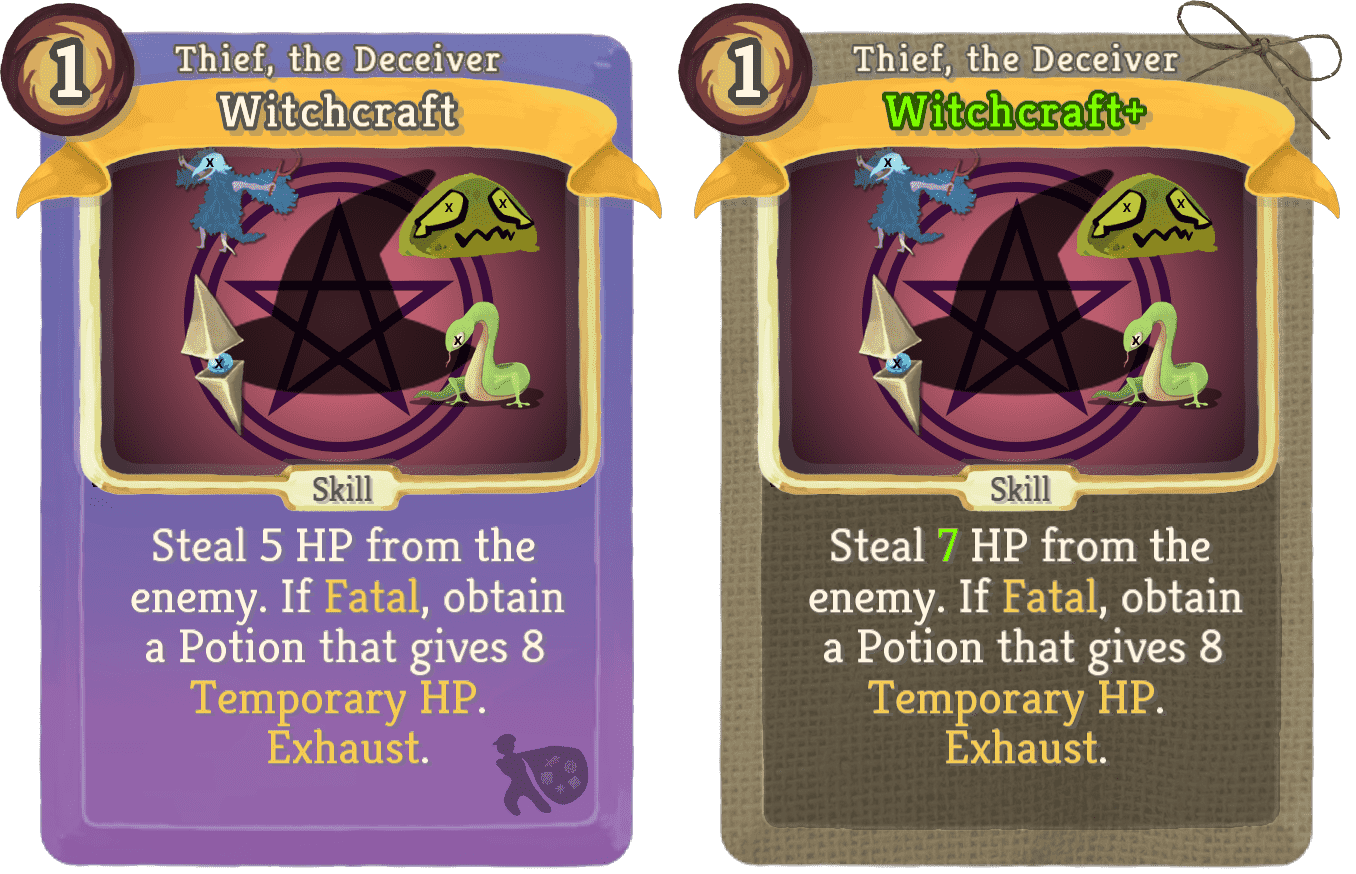 1
Thief, the Deceiver
Witchcraft
x
x
x
x
x
Skill
Steal 5 HP from the
enemy. If Fatal, obtain
a Potion that gives 8
Temporary HP.
Exhaust.
1
Thief, the Deceiver
Witchcraft+
x
x
x
x
x
Skill
Steal 7 HP from the
enemy. If Fatal, obtain
a Potion that gives 8
Temporary HP.
Exhaust.